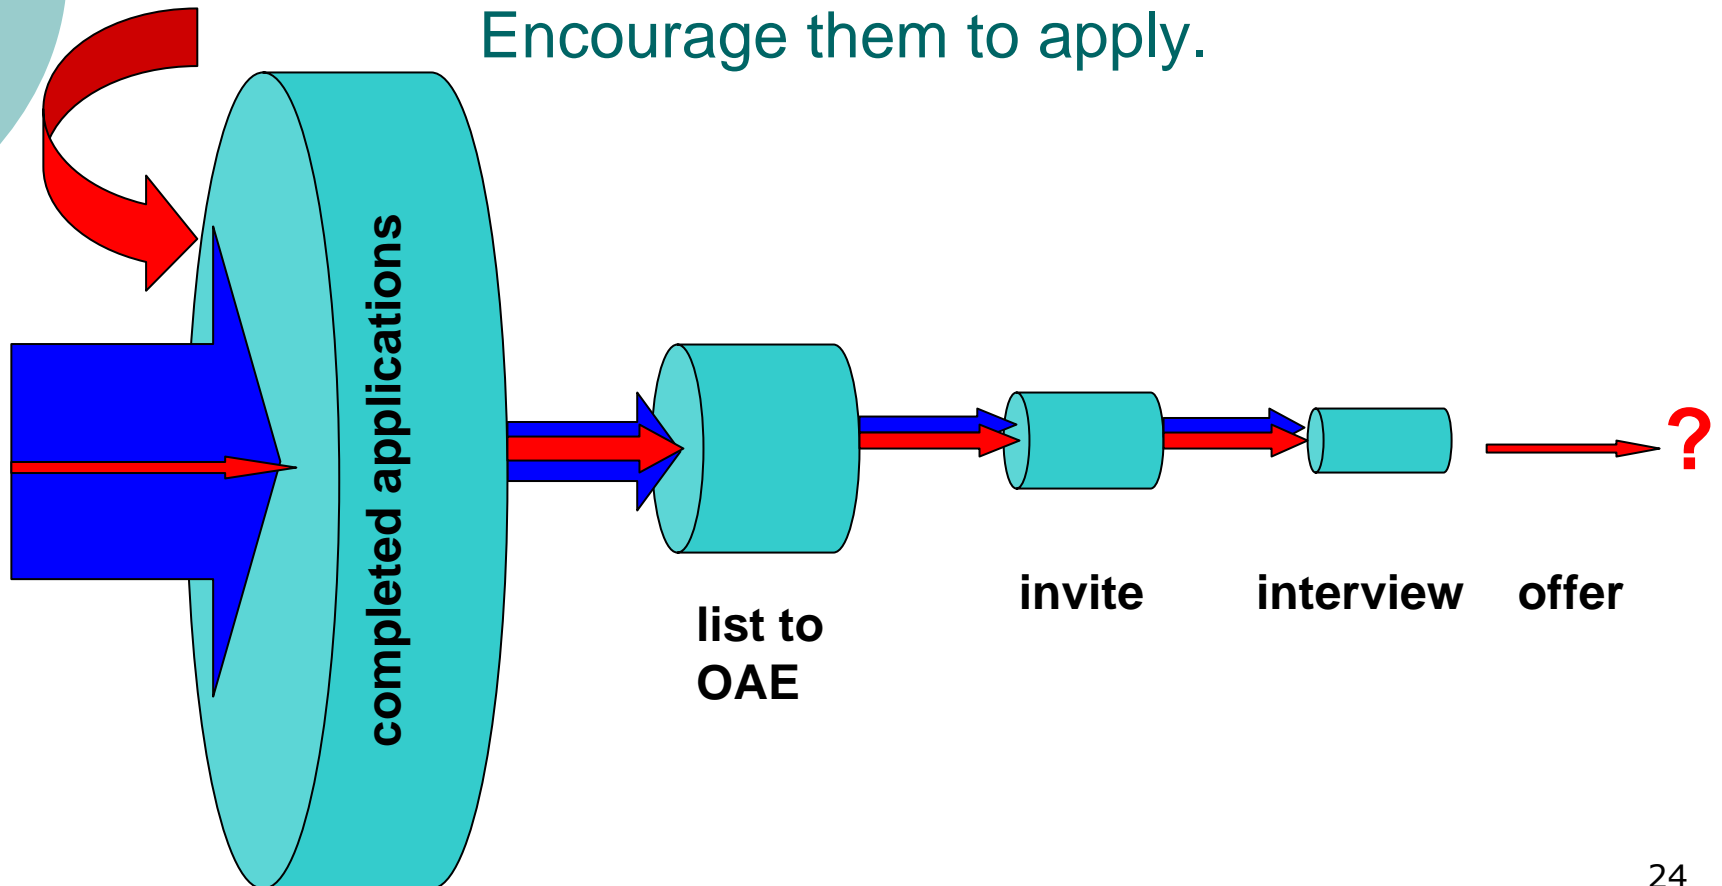 Encourage them to apply.
completed applications
list to
OAE
invite
interview
offer
?
24